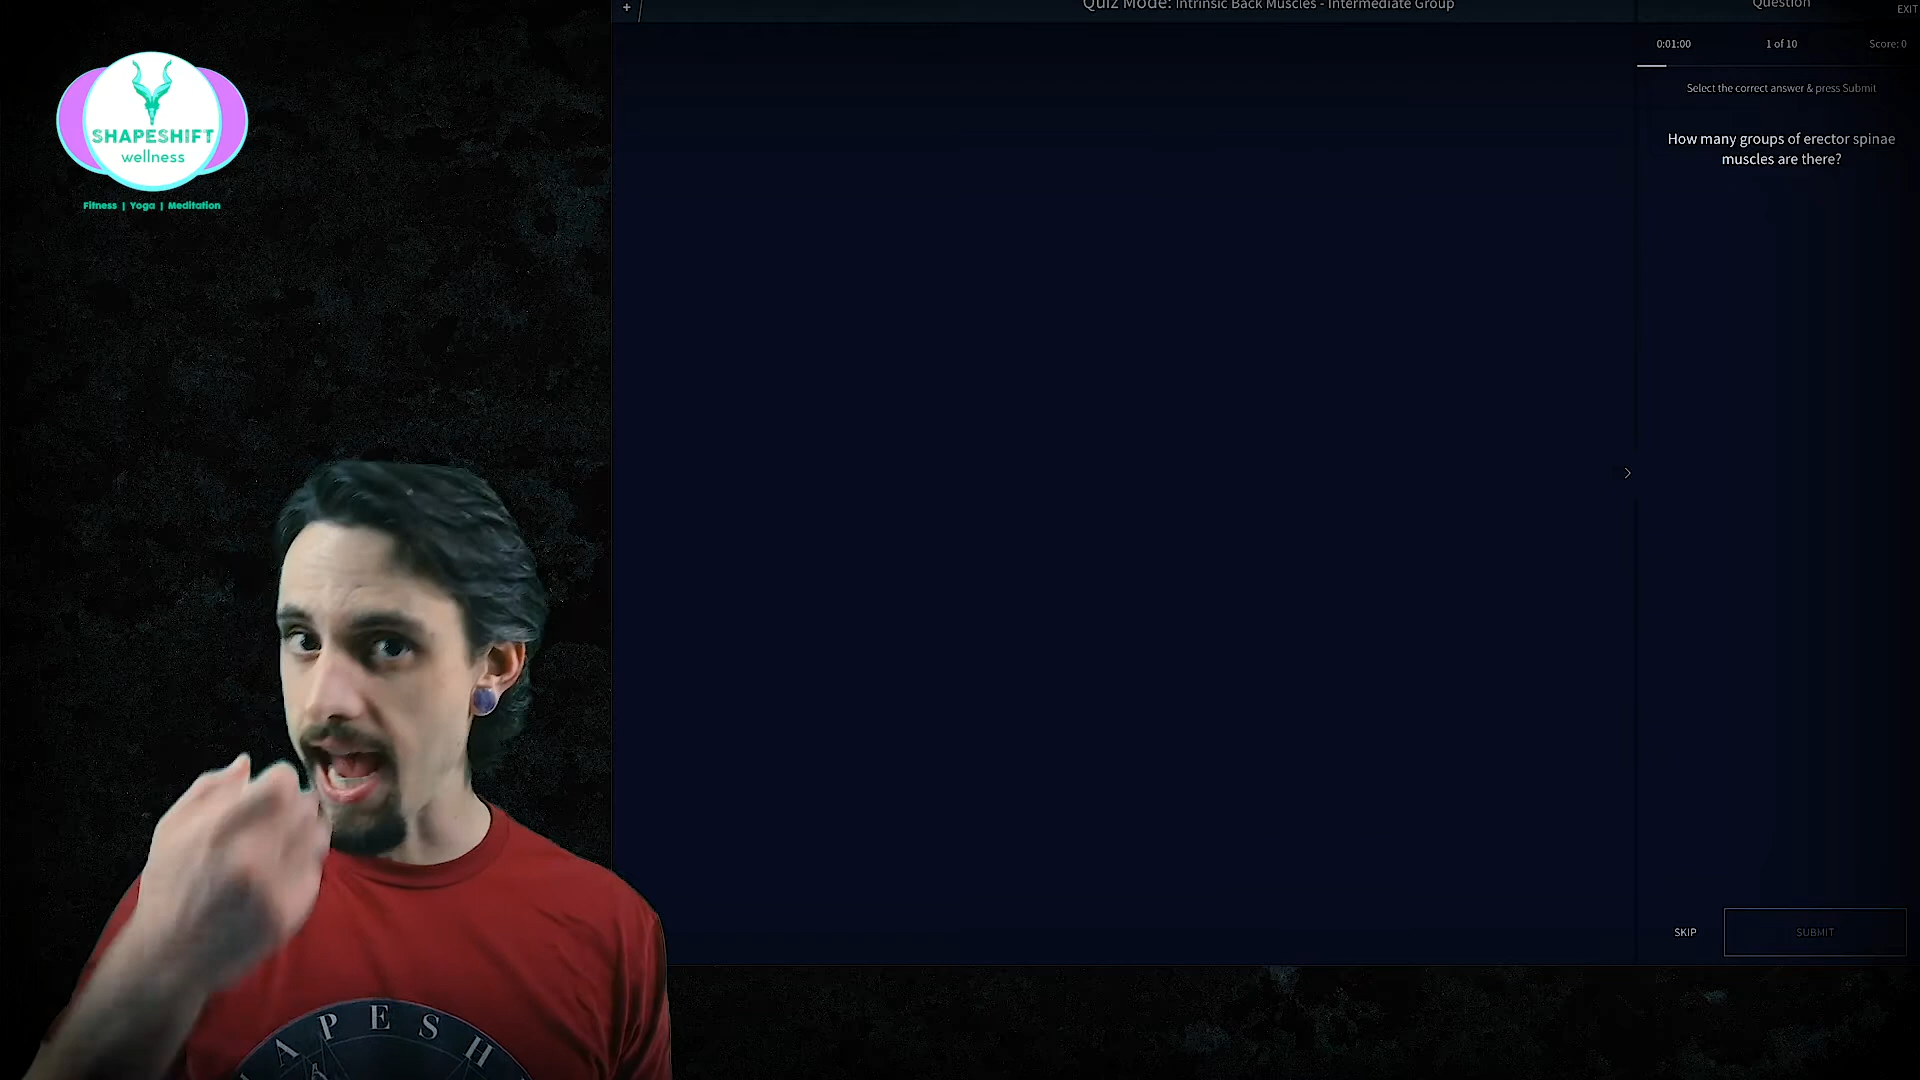 SHAPESHIFT
wellness
Fitness | Yoga | Meditation
+
Quiz Mode: Intrinsic Back Muscles - Intermediate Group
Question
EXIT
0:01:00
1 of 10
Score: 0
Select the correct answer & press Submit
How many groups of erector spinae
muscles are there?
SKIP
SUBMIT
APESH